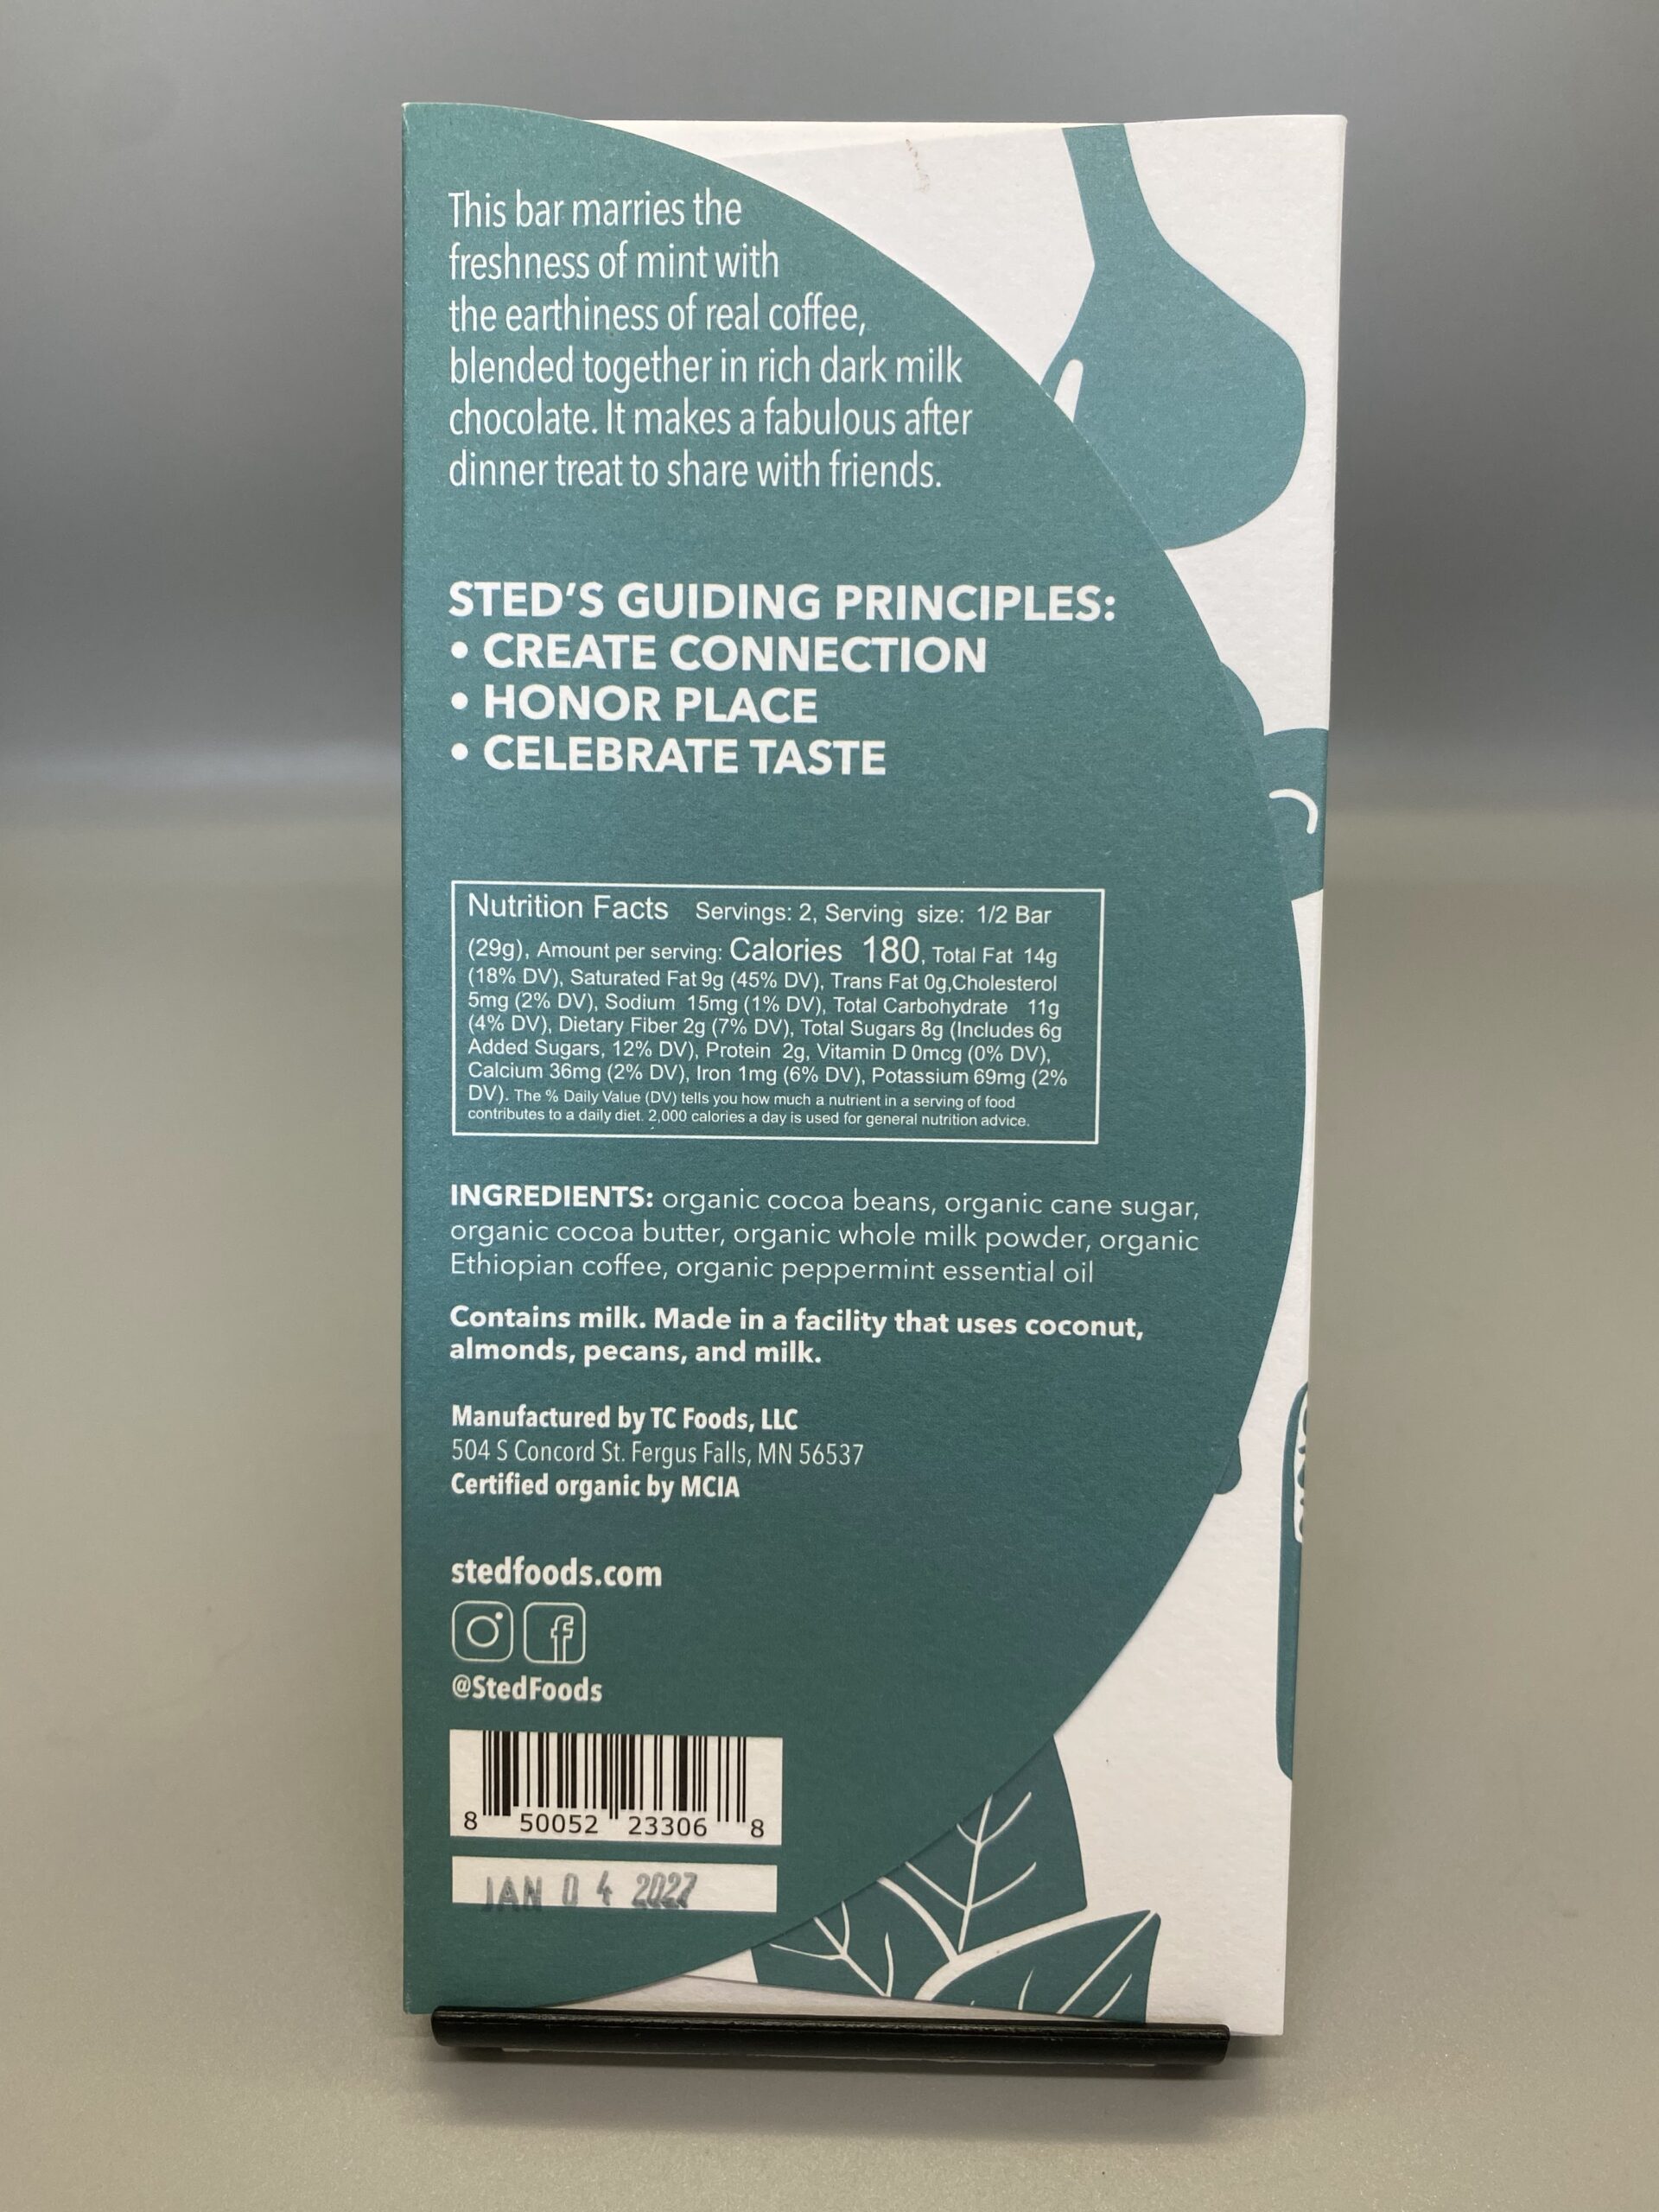 This bar marries the
freshness of mint with
the earthiness of real coffee,
blended together in rich dark milk
chocolate. It makes a fabulous after
dinner treat to share with friends.
STED'S GUIDING PRINCIPLES:
• CREATE CONNECTION
• HONOR PLACE
• CELEBRATE TASTE
Nutrition Facts Servings: 2, Serving size: 1/2 Bar
(29g), Amount per serving: Calories 180, Total Fat 14g
(18% DV), Saturated Fat 9g (45% DV), Trans Fat 0g,Cholesterol
5mg (2% DV), Sodium 15mg (1% DV), Total Carbohydrate 11g
(4% DV), Dietary Fiber 2g (7% DV), Total Sugars 8g (Includes 6g
Added Sugars, 12% DV), Protein 2g, Vitamin D 0mcg (0% DV),
Calcium 36mg (2% DV), Iron 1mg (6% DV), Potassium 69mg (2%
DV). The % Daily Value (DV) tells you how much a nutrient in a serving of food
contributes to a daily diet. 2,000 calories a day is used for general nutrition advice.
INGREDIENTS: organic cocoa beans, organic cane sugar,
organic cocoa butter, organic whole milk powder, organic
Ethiopian coffee, organic peppermint essential oil
Contains milk. Made in a facility that uses coconut,
almonds, pecans, and milk.
Manufactured by TC Foods, LLC
504 S Concord St. Fergus Falls, MN 56537
Certified organic by MCIA
stedfoods.com
@StedFoods
8 50052 23306 8
JAN 04 2027